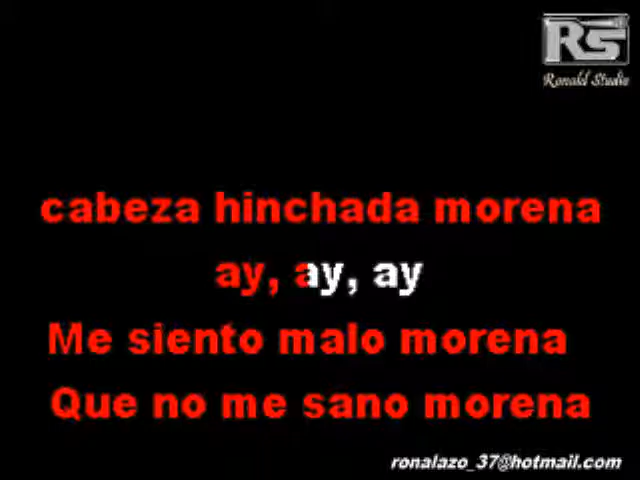 RS
Ronald Studio
cabeza hinchada morena
ay, ay, ay
Me siento malo morena
Que no me sano morena
ronalazo_37@hotmail.com